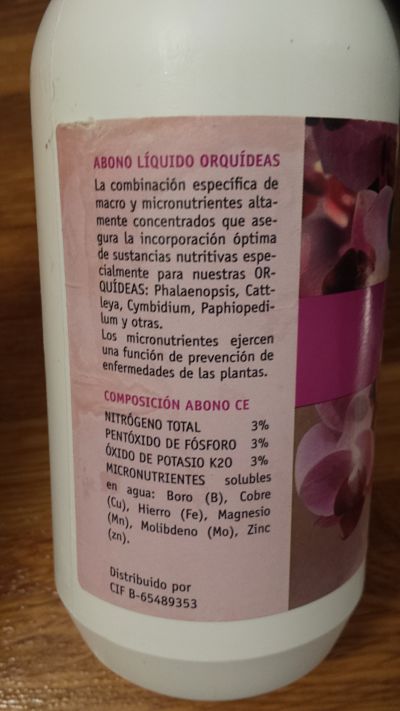 ABONO LÍQUIDO ORQUÍDEAS
La combinación específica de
macro y micronutrientes alta-
mente concentrados que ase-
gura la incorporación óptima
de sustancias nutritivas espe-
cialmente para nuestras OR-
QUÍDEAS: Phalaenopsis, Catt-
leya, Cymbidium, Paphiopedi-
lum y otras.
Los micronutrientes ejercen
una función de prevención de
enfermedades de las plantas.
COMPOSICIÓN ABONO CE
NITRÓGENO TOTAL 3%
PENTÓXIDO DE FÓSFORO 3%
ÓXIDO DE POTASIO K2O 3%
MICRONUTRIENTES solubles
en agua: Boro (B), Cobre
(Cu), Hierro (Fe), Magnesio
(Mn), Molibdeno (Mo), Zinc
(zn).
Distribuido por
CIF B-65489353